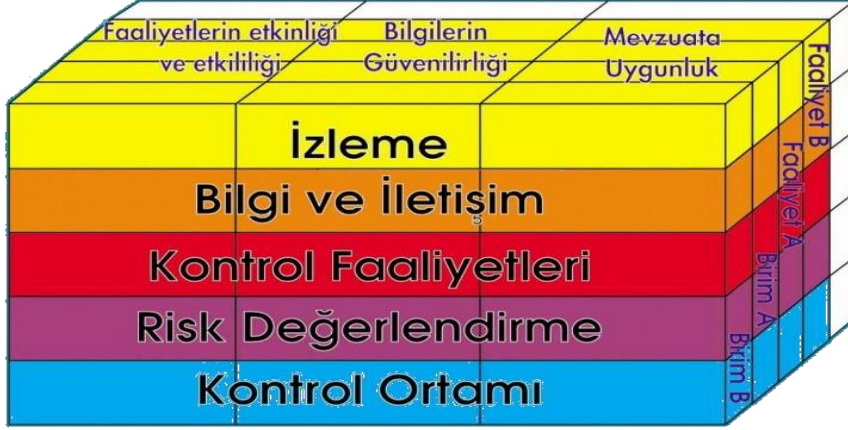 Faaliyetlerin etkinliği
ve etkililiği
Bilgilerin
Güvenilirliği
Mevzuata
Uygunluk
İzleme
Bilgi ve İletişim
Kontrol Faaliyetleri
Risk Değerlendirme
Kontrol Ortamı
Birim B
Birim A
Faaliyet A
Faaliyet B